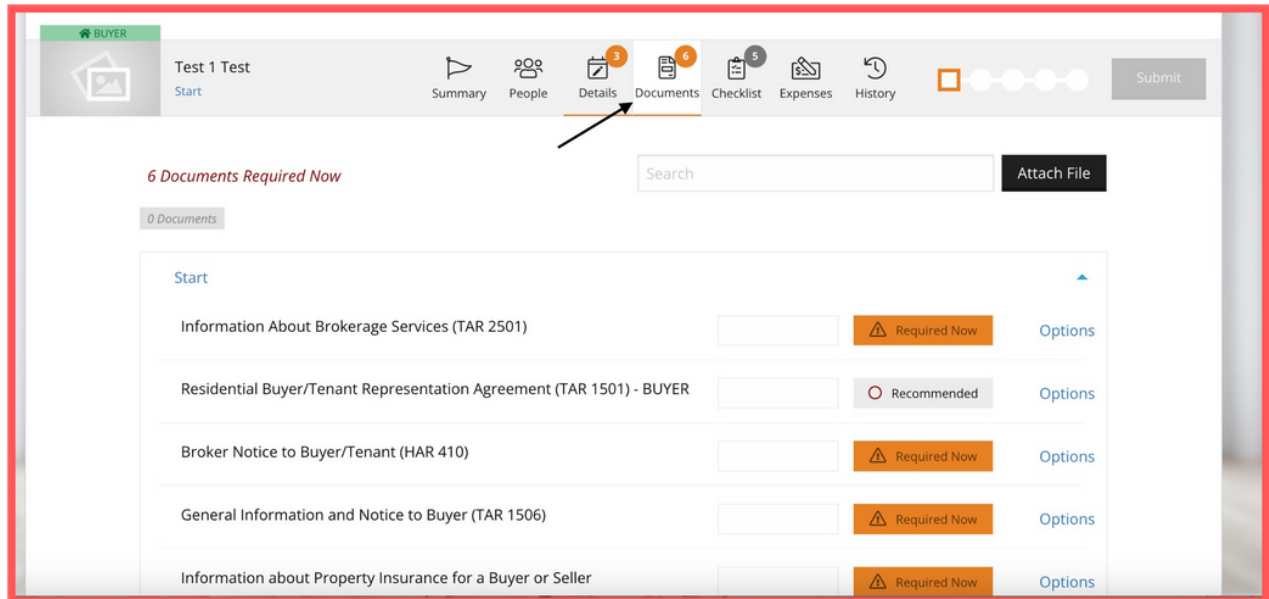 BUYER
Test 1 Test
Start
3
6
5
Summary People Details Documents Checklist Expenses History
Submit
6 Documents Required Now
Search
Attach File
0 Documents
Start
Information About Brokerage Services (TAR 2501) Required Now Options
Residential Buyer/Tenant Representation Agreement (TAR 1501) - BUYER Recommended Options
Broker Notice to Buyer/Tenant (HAR 410) Required Now Options
General Information and Notice to Buyer (TAR 1506) Required Now Options
Information about Property Insurance for a Buyer or Seller Required Now Options